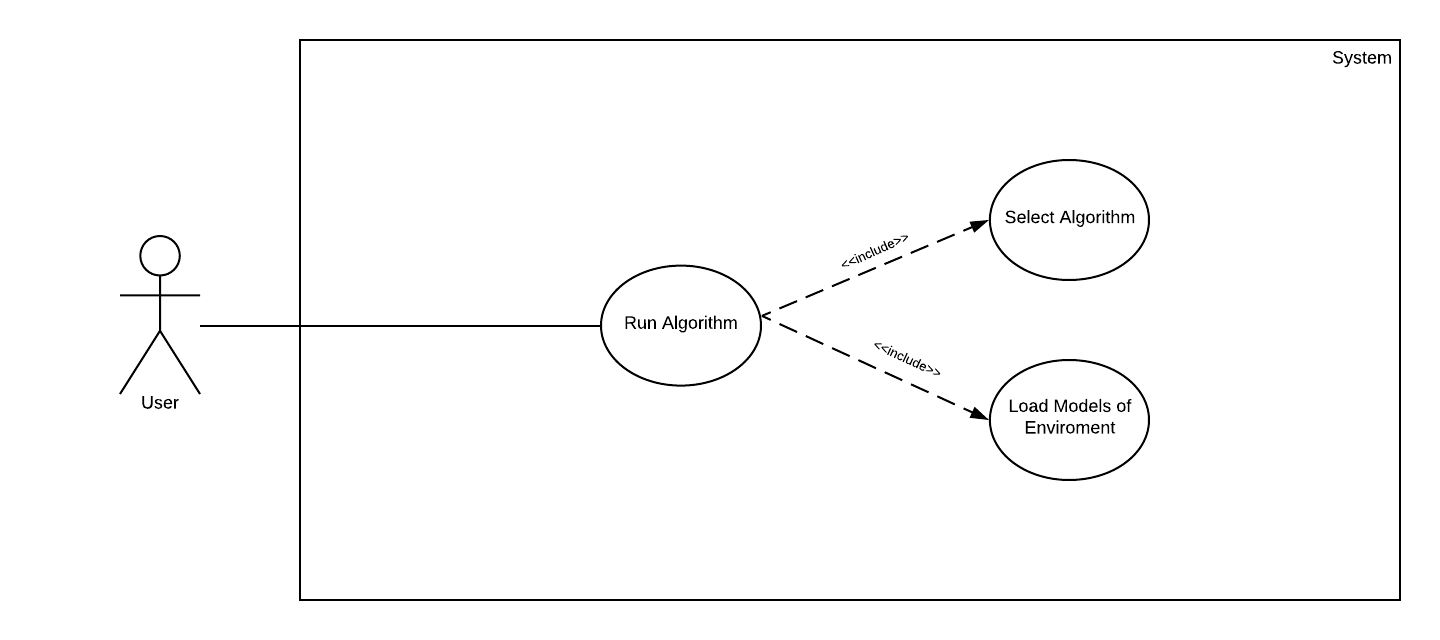 System
Select Algorithm
<<include>>
User
Run Algorithm
<<include>>
Load Models of
Enviroment